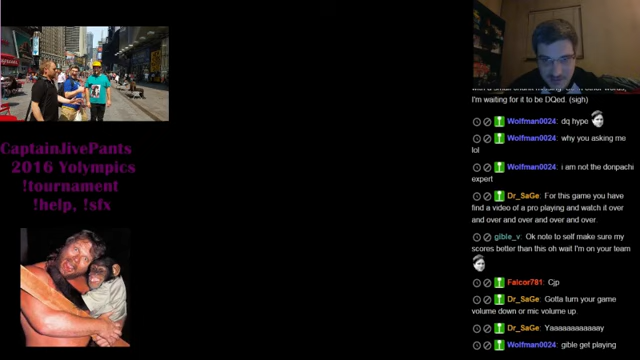 CaptainJivePants
2016 Yolympics
!tournament
!help, !sfx
I'm waiting for it to be DQed. (sigh)
Wolfman0024: dq hype
Wolfman0024: why you asking me
lol
Wolfman0024: i am not the donpachi
expert
Dr_SaGe: For this game you have
find a video of a pro playing and watch it over
and over and over and over and over.
gible_v: Ok note to self make sure my
scores better than this oh wait I'm on your team
Falcor781: Cjp
Dr_SaGe: Gotta turn your game
volume down or mic volume up.
Dr_SaGe: Yaaaaaaaaaaaay
Wolfman0024: gible get playing